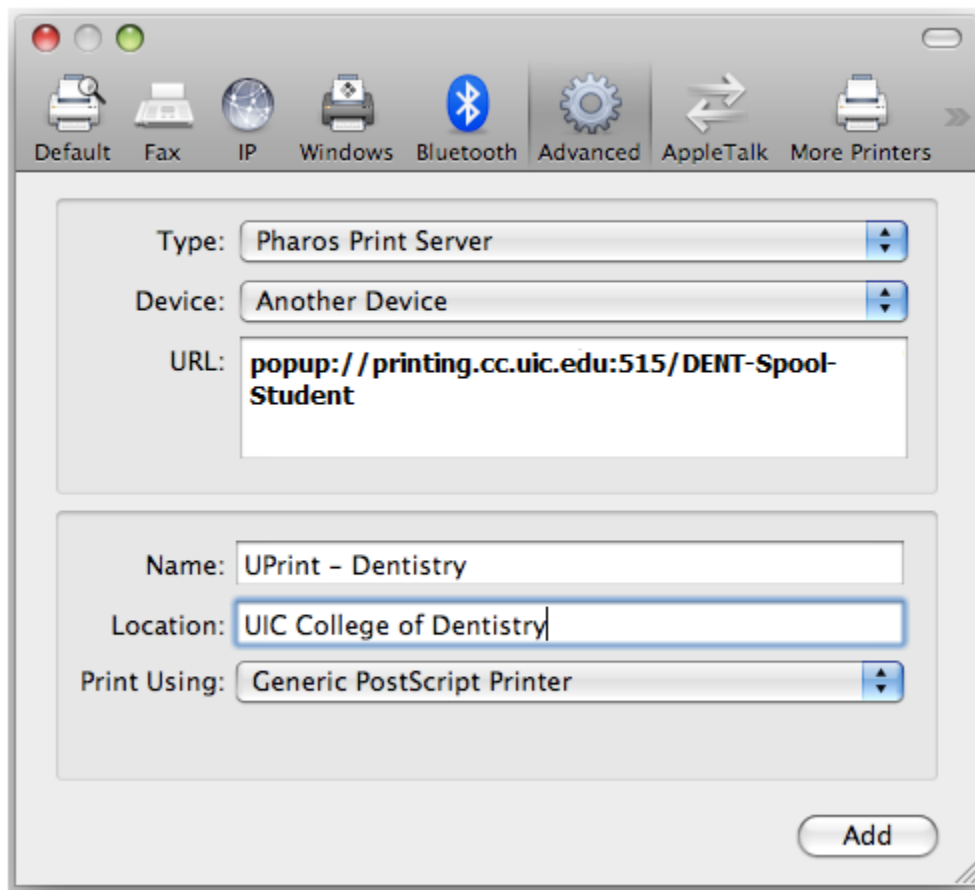 Default Fax IP Windows Bluetooth Advanced AppleTalk More Printers
Type: Pharos Print Server
Device: Another Device
URL: popup://printing.cc.uic.edu:515/DENT-Spool-
Student
Name: UPrint – Dentistry
Location: UIC College of Dentistry
Print Using: Generic PostScript Printer
Add